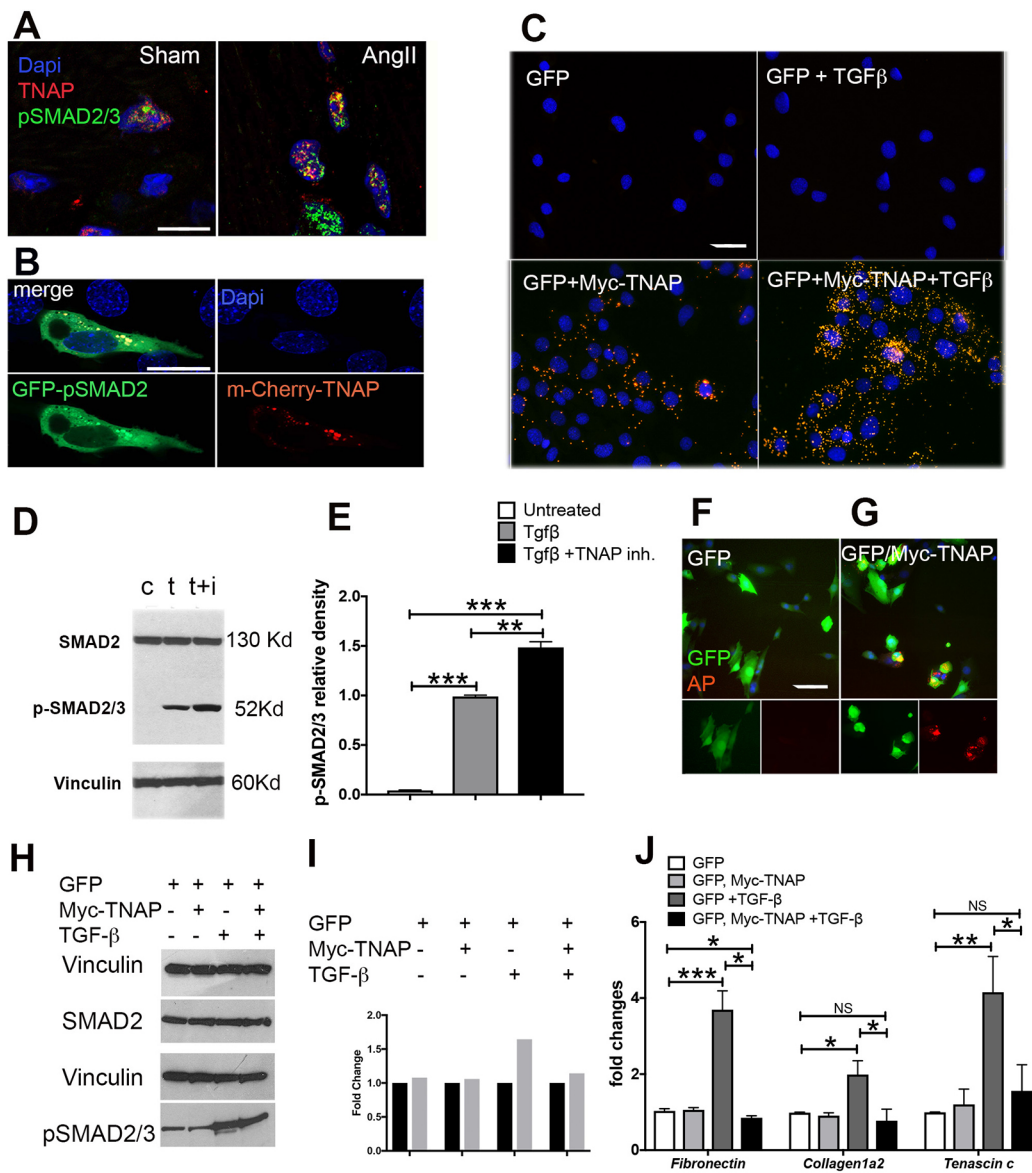 A
Sham
AngII
Dapi
TNAP
pSMAD2/3
B
merge
Dapi
GFP-pSMAD2
m-Cherry-TNAP
C
GFP
GFP + TGFβ
GFP+Myc-TNAP
GFP+Myc-TNAP+TGFβ
D
c t t+i
SMAD2 130 Kd
p-SMAD2/3 52Kd
Vinculin 60Kd
E
Untreated
Tgfβ
Tgfβ +TNAP inh.
p-SMAD2/3 relative density
2.0
1.5
1.0
0.5
0.0
***
**
***
F
GFP
GFP
AP
G
GFP/Myc-TNAP
H
GFP + + + +
Myc-TNAP - + - +
TGF-β - - + +
Vinculin
SMAD2
Vinculin
pSMAD2/3
I
GFP + + + +
Myc-TNAP - + - +
TGF-β - - + +
Fold Change
2.0
1.5
1.0
0.5
0.0
J
GFP
GFP, Myc-TNAP
GFP +TGF-β
GFP, Myc-TNAP +TGF-β
fold changes
6
4
2
0
*
***
*
NS
*
*
NS
**
*
Fibronectin
Collagen1a2
Tenascin c